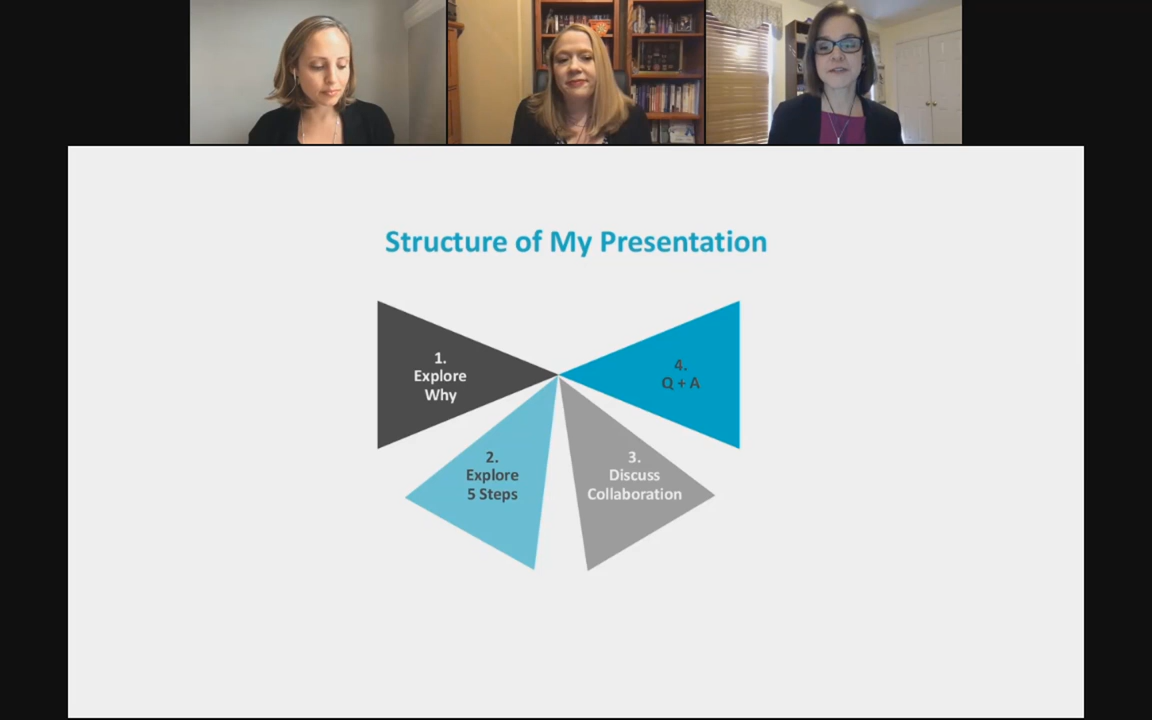 Structure of My Presentation
1.
Explore
Why
4.
Q + A
2.
Explore
5 Steps
3.
Discuss
Collaboration